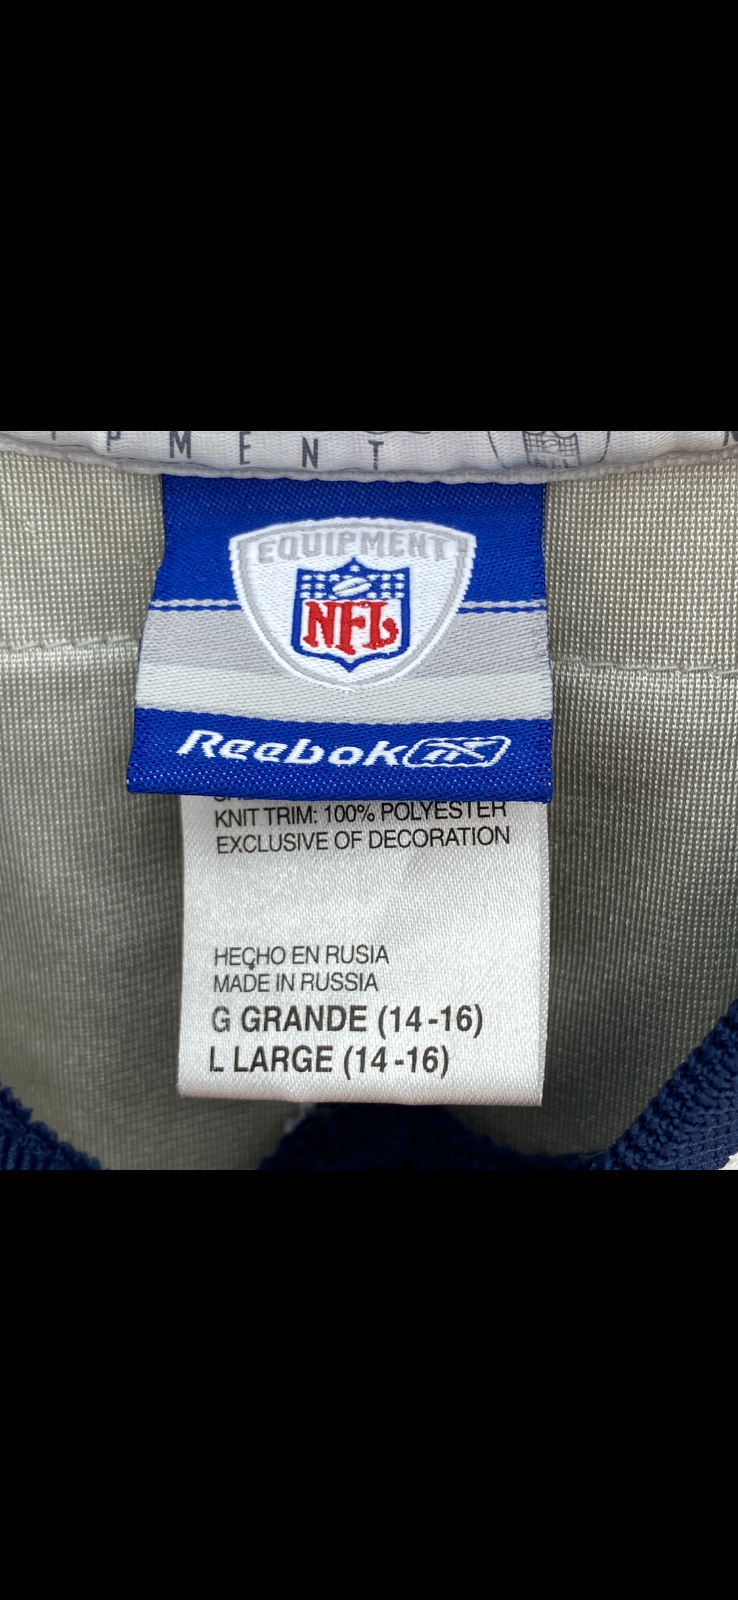 P M E N T
EQUIPMENT
NFL
Reebok
KNIT TRIM: 100% POLYESTER
EXCLUSIVE OF DECORATION
HECHO EN RUSIA
MADE IN RUSSIA
G GRANDE (14-16)
L LARGE (14-16)